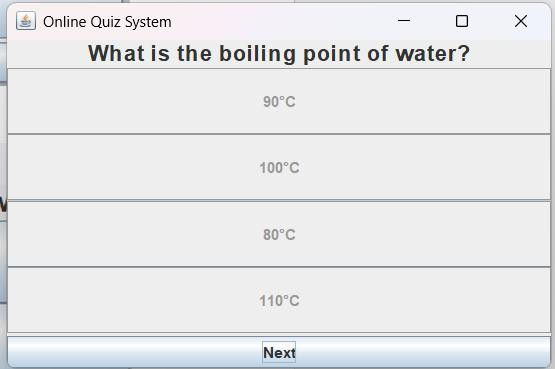 Online Quiz System
What is the boiling point of water?
90°C
100°C
80°C
110°C
Next